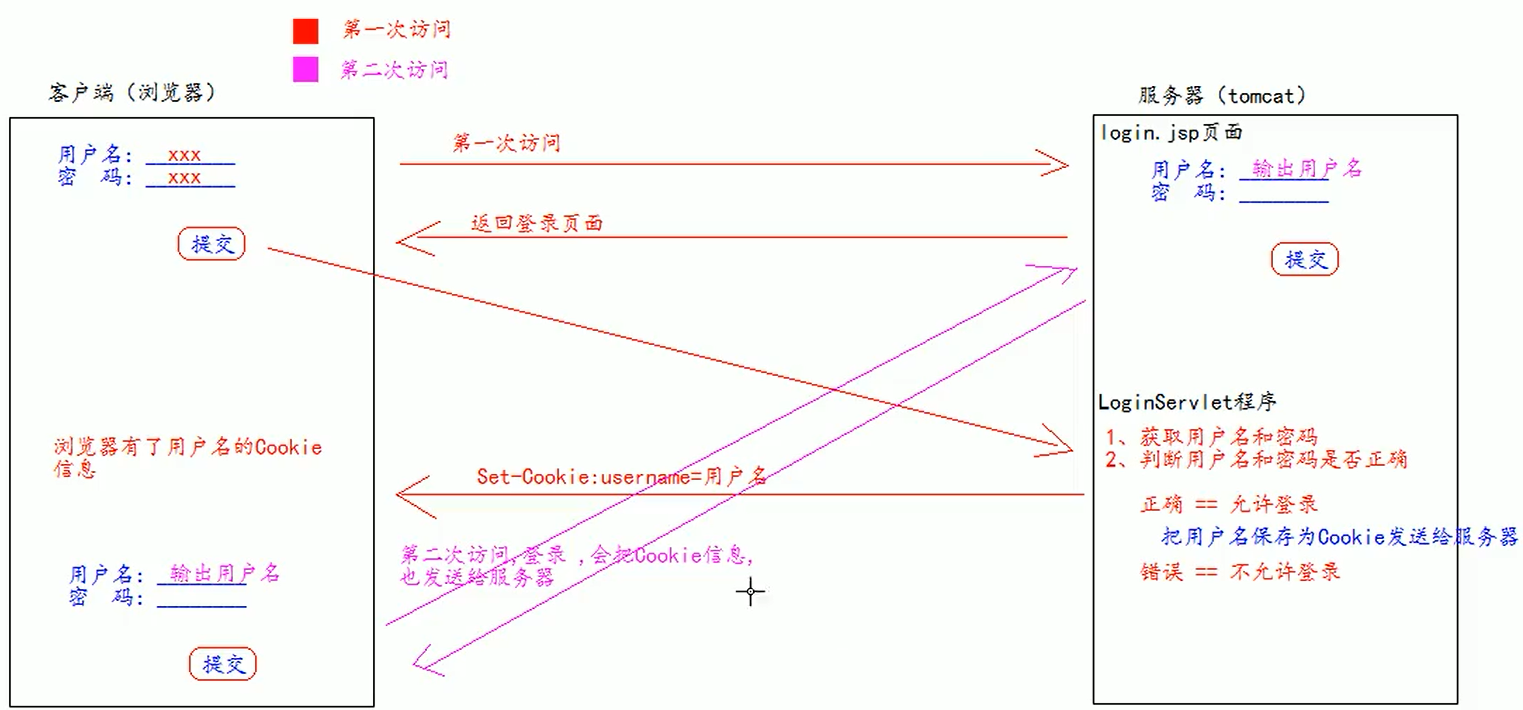 第一次访问
第二次访问
客户端（浏览器）
用户名：xxx
密　码：xxx
提交
浏览器有了用户名的Cookie
信息
用户名：输出用户名
密　码：
提交
第一次访问
返回登录页面
Set-Cookie:username=用户名
第二次访问,登录 ,会把Cookie信息,
也发送给服务器
服务器（tomcat）
login.jsp页面
用户名：输出用户名
密　码：
提交
LoginServlet程序
1、获取用户名和密码
2、判断用户名和密码是否正确
正确 == 允许登录
把用户名保存为Cookie发送给服务器
错误 == 不允许登录